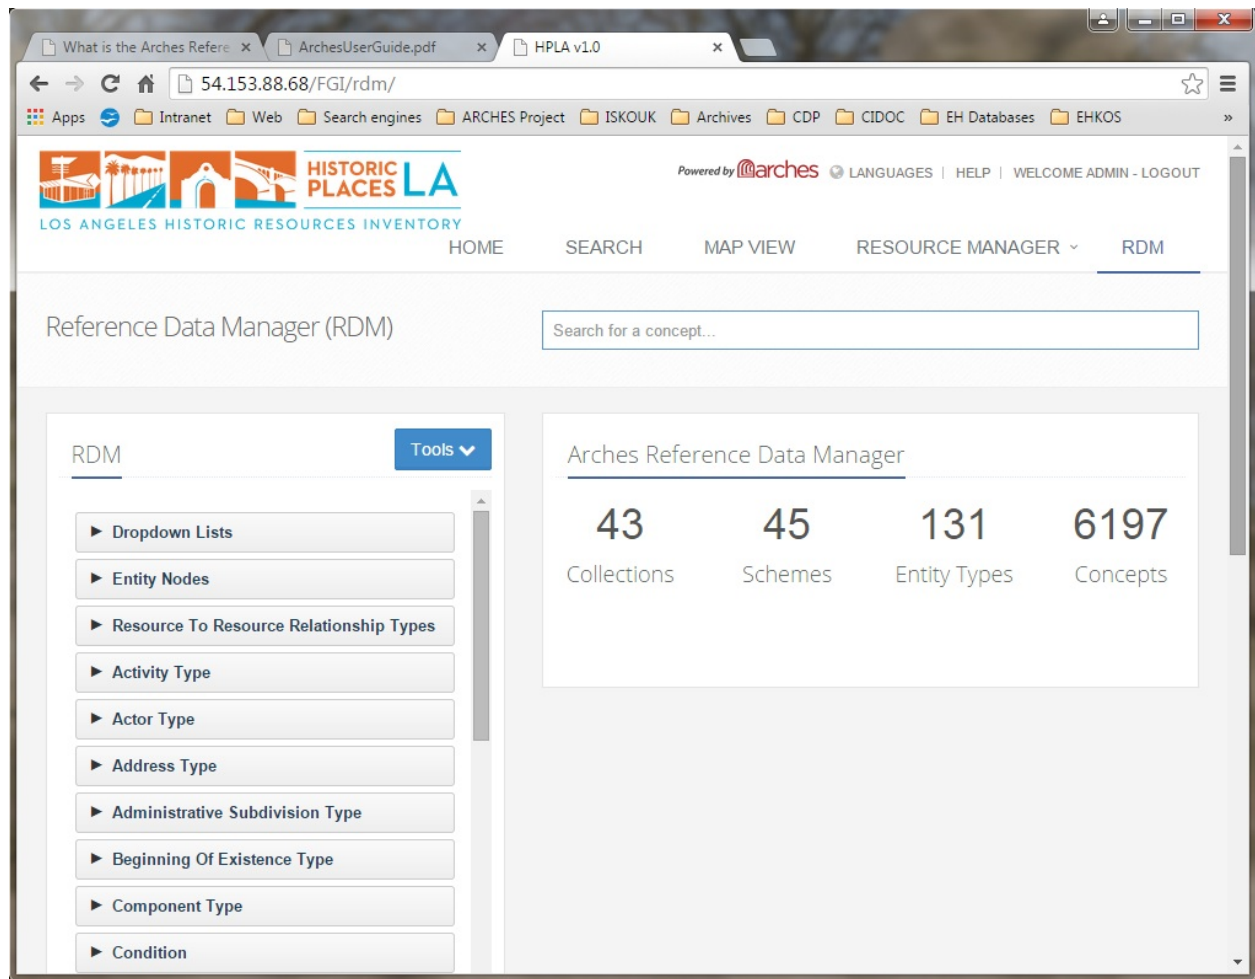 What is the Arches Refere
ArchesUserGuide.pdf
HPLA v1.0
54.153.88.68/FGI/rdm/
Apps Intranet Web Search engines ARCHES Project ISKOUK Archives CDP CIDOC EH Databases EHKOS »
HISTORIC
PLACES LA
LOS ANGELES HISTORIC RESOURCES INVENTORY
Powered by arches LANGUAGES | HELP | WELCOME ADMIN - LOGOUT
HOME SEARCH MAP VIEW RESOURCE MANAGER RDM
Reference Data Manager (RDM)
Search for a concept...
RDM
Tools
Dropdown Lists
Entity Nodes
Resource To Resource Relationship Types
Activity Type
Actor Type
Address Type
Administrative Subdivision Type
Beginning Of Existence Type
Component Type
Condition
Arches Reference Data Manager
43 45 131 6197
Collections Schemes Entity Types Concepts